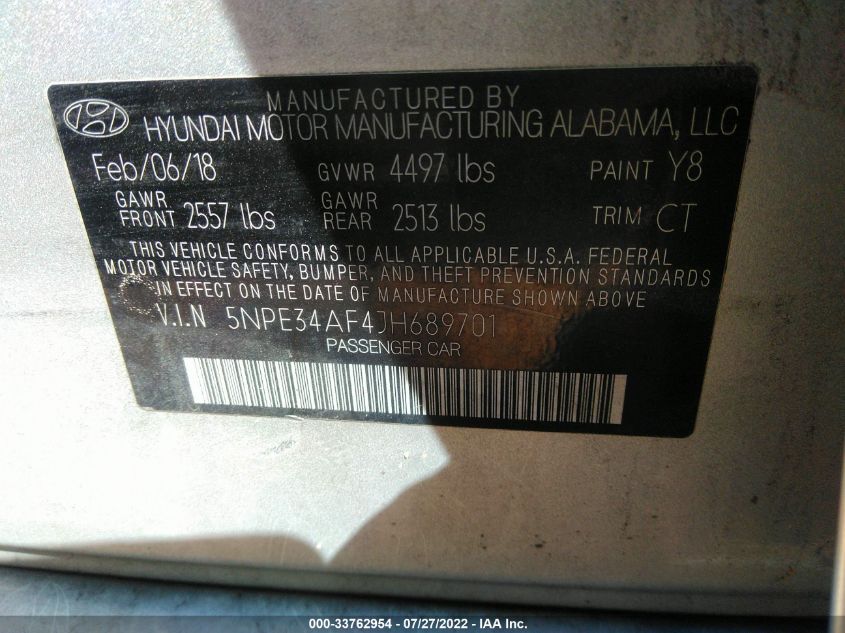 MANUFACTURED BY
HYUNDAI MOTOR MANUFACTURING ALABAMA, LLC
Feb/06/18 GVWR 4497 lbs PAINT Y8
GAWR FRONT 2557 lbs GAWR REAR 2513 lbs TRIM CT
THIS VEHICLE CONFORMS TO ALL APPLICABLE U.S.A. FEDERAL
MOTOR VEHICLE SAFETY, BUMPER, AND THEFT PREVENTION STANDARDS
IN EFFECT ON THE DATE OF MANUFACTURE SHOWN ABOVE.
V.I.N 5NPE34AF4JH689701
PASSENGER CAR
000-33762954 / 07/27/2022 - IAA Inc.